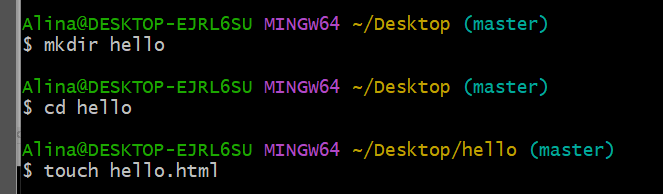 Alina@DESKTOP-EJRL6SU MINGW64 ~/Desktop (master)
$ mkdir hello
Alina@DESKTOP-EJRL6SU MINGW64 ~/Desktop (master)
$ cd hello
Alina@DESKTOP-EJRL6SU MINGW64 ~/Desktop/hello (master)
$ touch hello.html